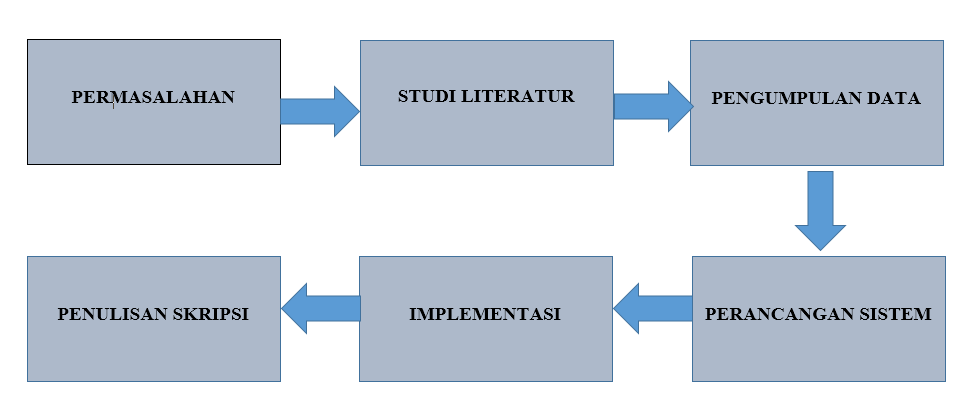 PERMASALAHAN
STUDI LITERATUR
PENGUMPULAN DATA
PERANCANGAN SISTEM
IMPLEMENTASI
PENULISAN SKRIPSI